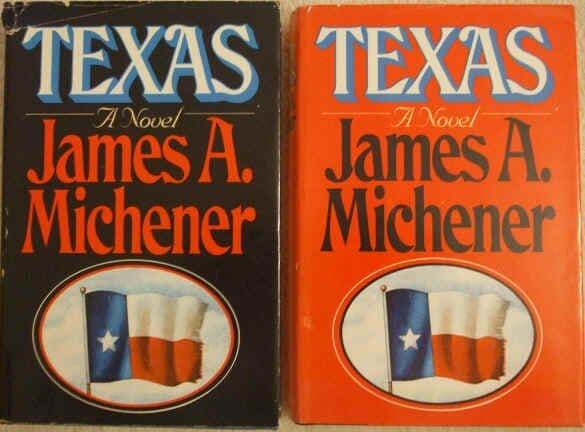 TEXAS
A Novel
James A.
Michener
TEXAS
A Novel
James A.
Michener